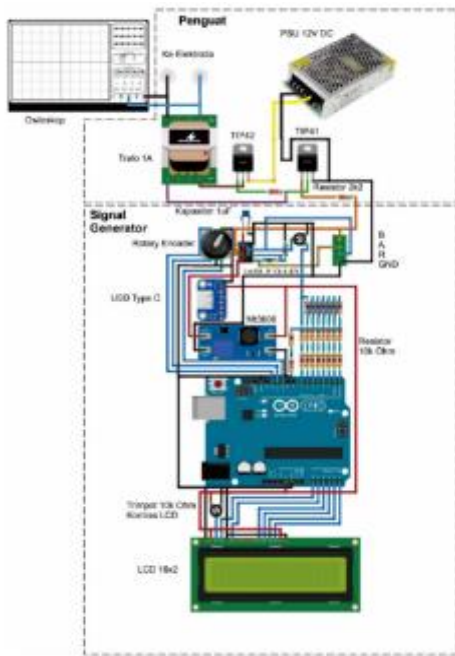 Penguat
PSU 12V DC
Ke Elektroda
Osiloskop
TIP42
TIP41
Trafo 1A
Resistor 2k2
Signal
Generator
Kapasitor 1uF
Rotary Encoder
B
A
R
GND
USB Type C
Resistor
10k Ohm
Trimpot 10k Ohm
Kontras LCD
LCD 16x2